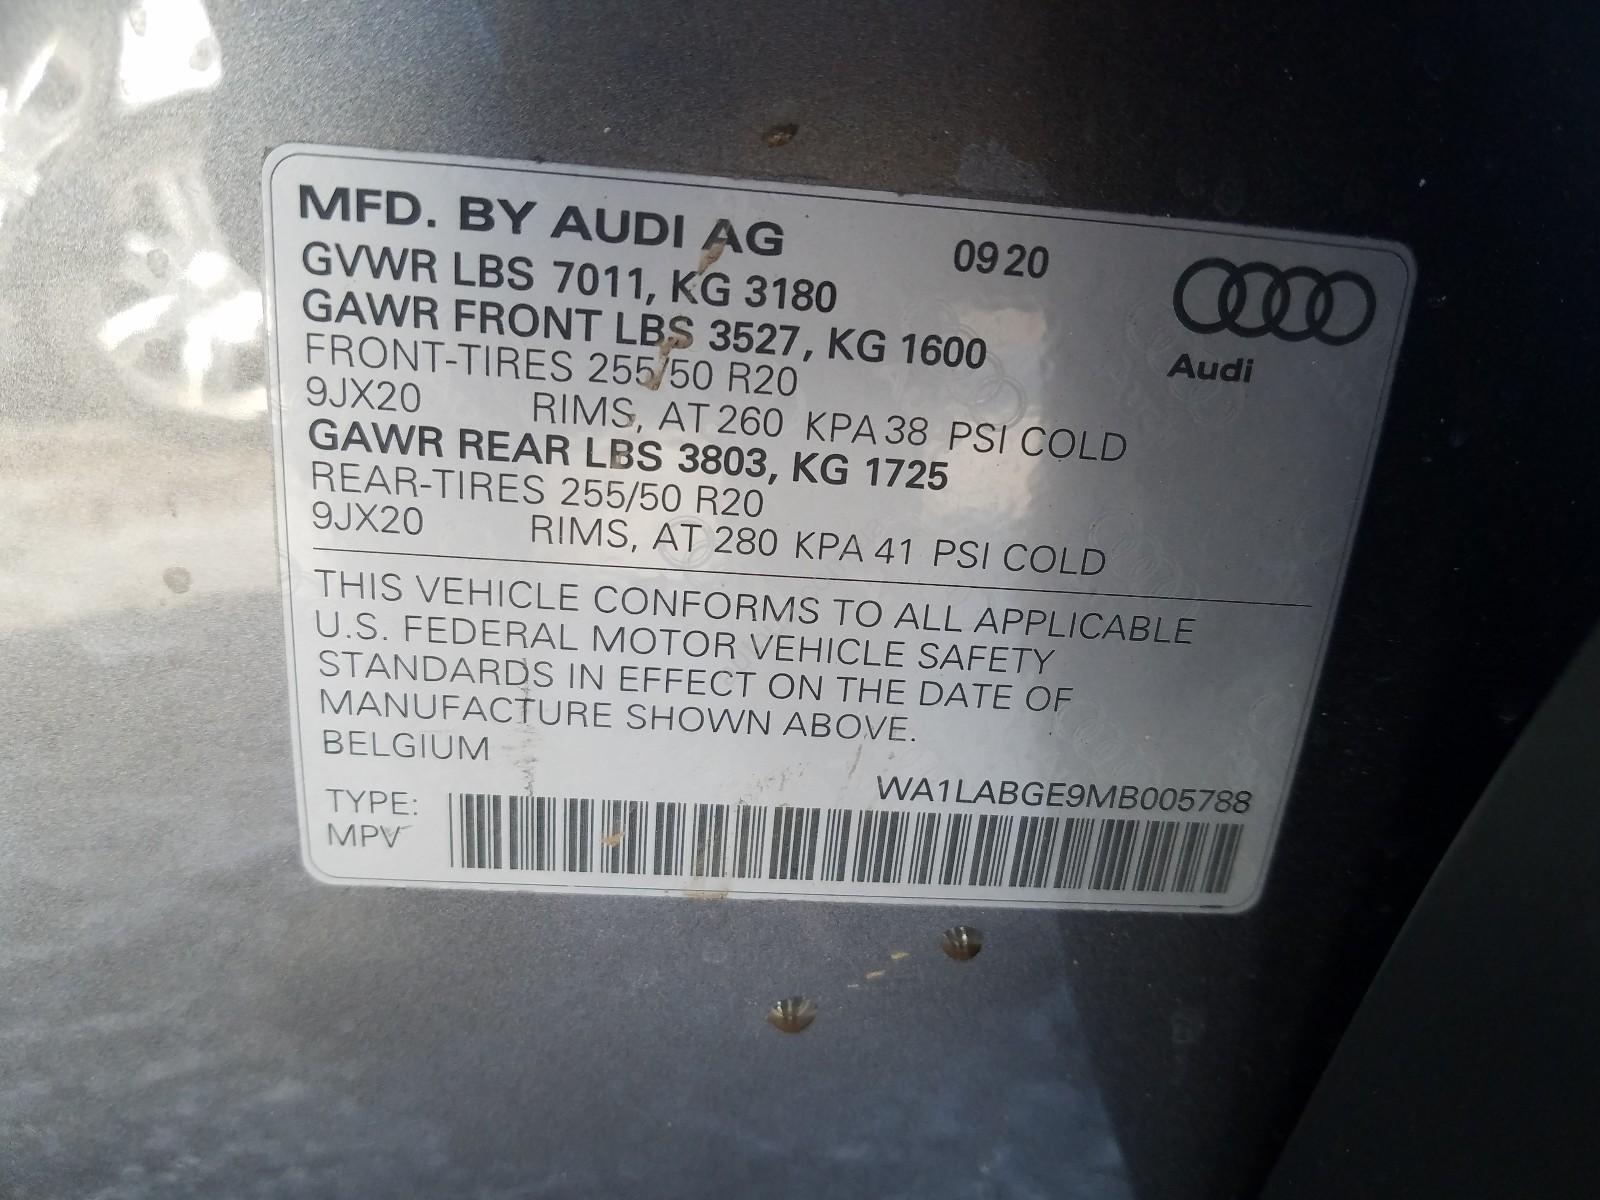 MFD. BY AUDI AG 09 20
GVWR LBS 7011, KG 3180
GAWR FRONT LBS 3527, KG 1600
Audi
FRONT-TIRES 255/50 R20
9JX20 RIMS, AT 260 KPA 38 PSI COLD
GAWR REAR LBS 3803, KG 1725
REAR-TIRES 255/50 R20
9JX20 RIMS, AT 280 KPA 41 PSI COLD
THIS VEHICLE CONFORMS TO ALL APPLICABLE
U.S. FEDERAL MOTOR VEHICLE SAFETY
STANDARDS IN EFFECT ON THE DATE OF
MANUFACTURE SHOWN ABOVE.
BELGIUM
WA1LABGE9MB005788
TYPE:
MPV